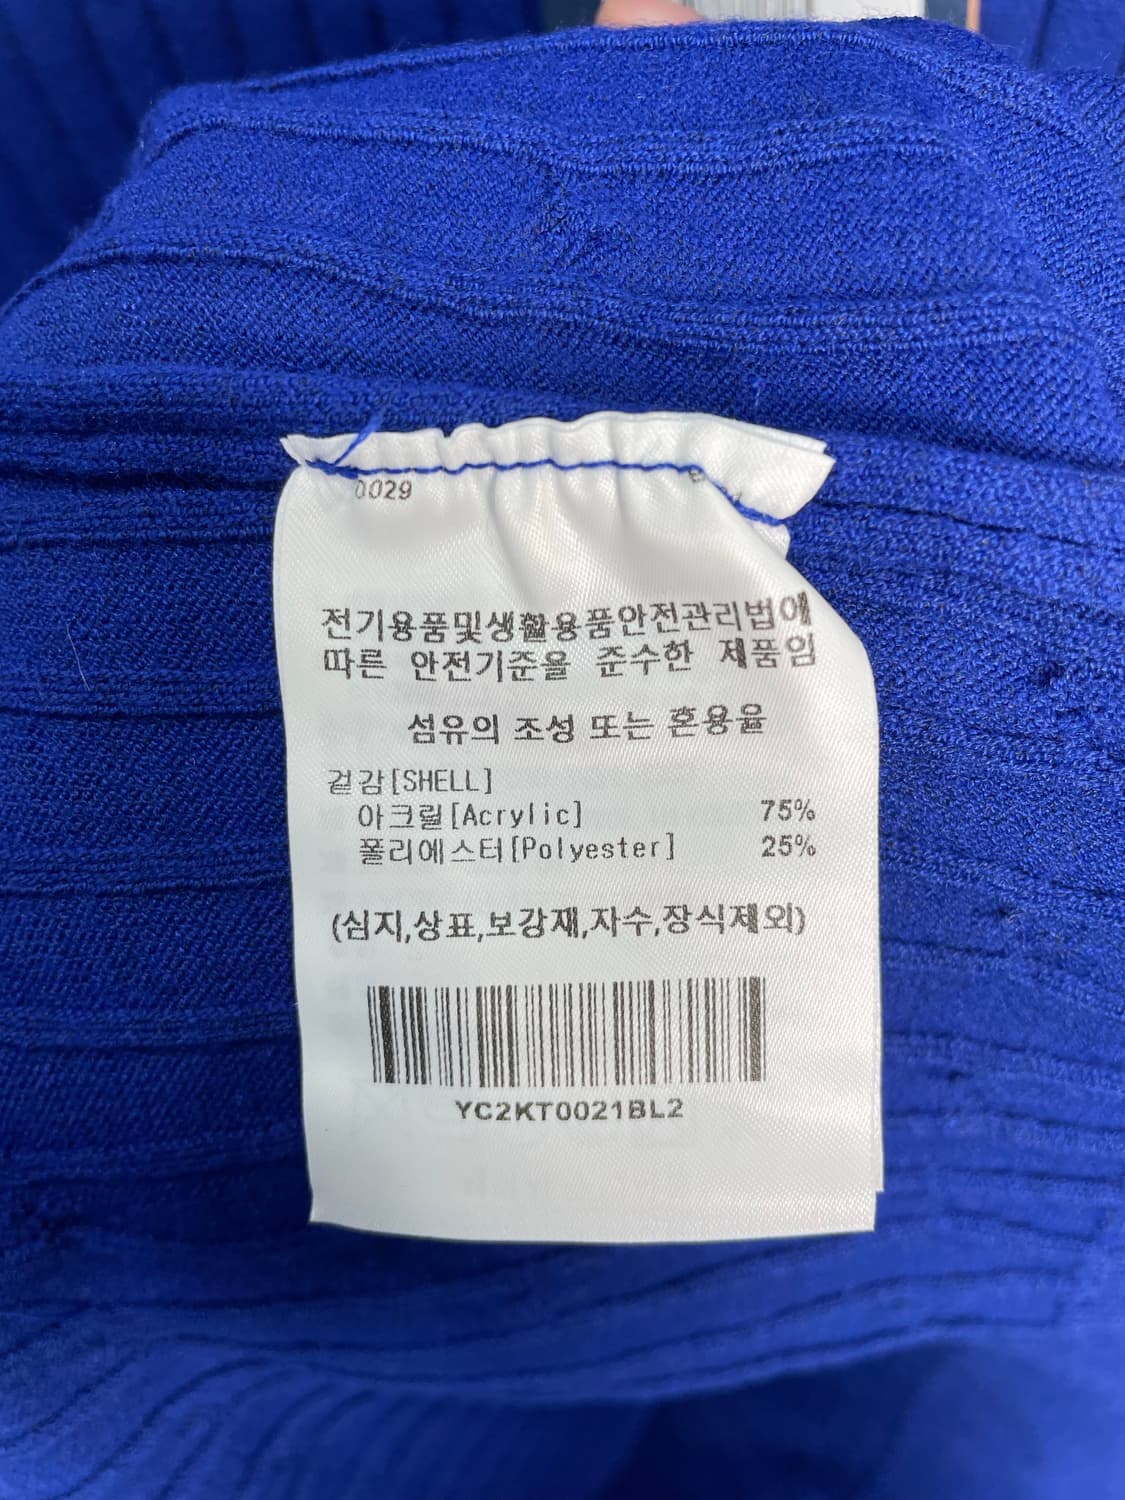 0029
전기용품및생활용품안전관리법에
따른 안전기준을 준수한 제품임
섬유의 조성 또는 혼용율
겉감[SHELL]
아크릴[Acrylic] 75%
폴리에스터[Polyester] 25%
(심지,상표,보강재,자수,장식제외)
YC2KT0021BL2